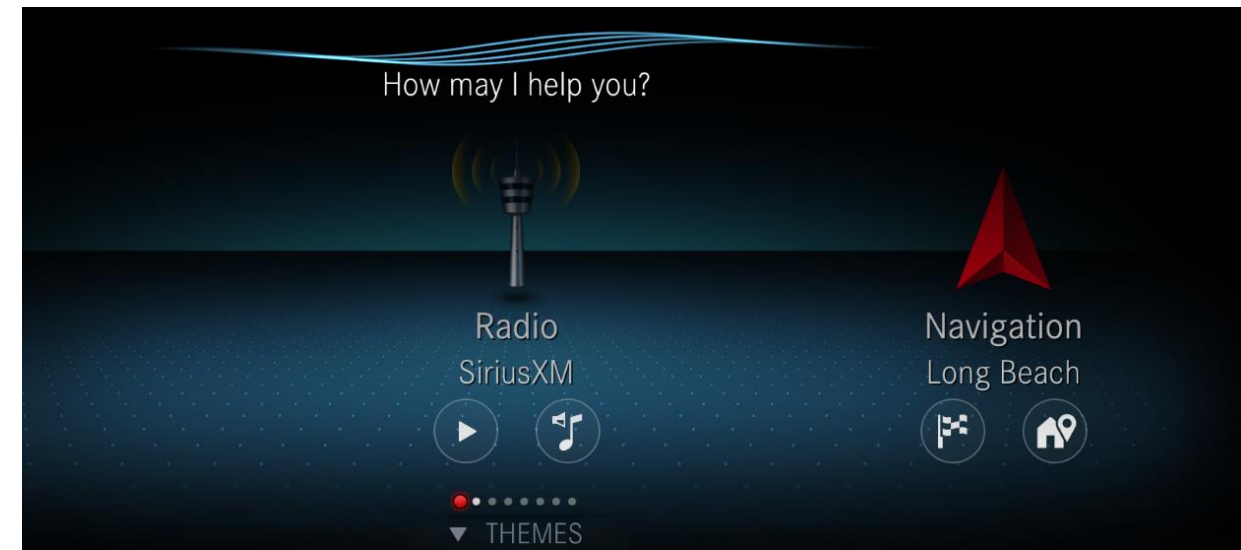 How may I help you?
Radio
SiriusXM
Navigation
Long Beach
THEMES